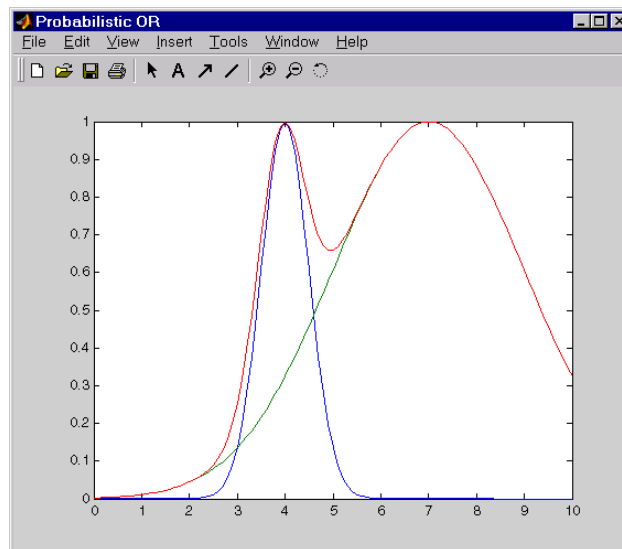 Probabilistic OR
File Edit View Insert Tools Window Help
A
1
0.9
0.8
0.7
0.6
0.5
0.4
0.3
0.2
0.1
0
0 1 2 3 4 5 6 7 8 9 10